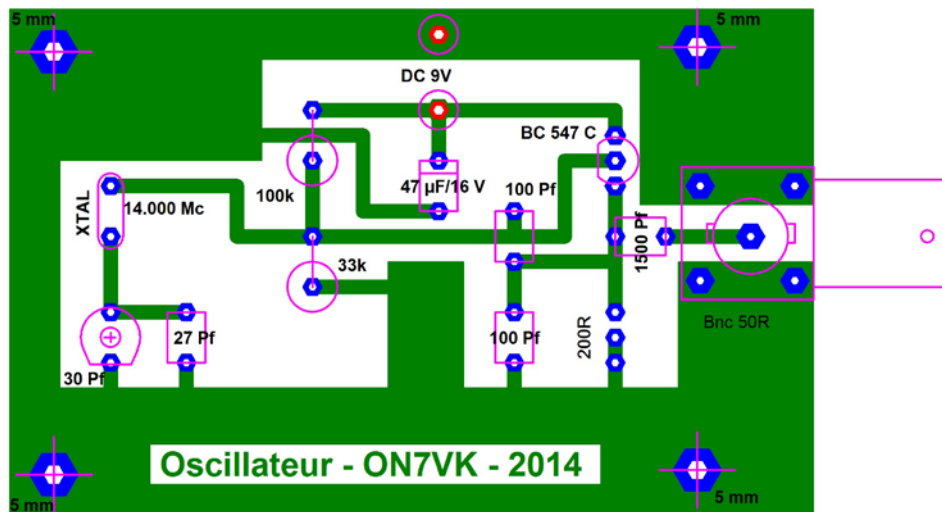 5 mm
5 mm
DC 9V
BC 547 C
100k
47 µF/16 V
100 Pf
XTAL
14.000 Mc
1500 Pf
33k
Bnc 50R
27 Pf
100 Pf
200R
30 Pf
Oscillateur - ON7VK - 2014
5 mm
5 mm